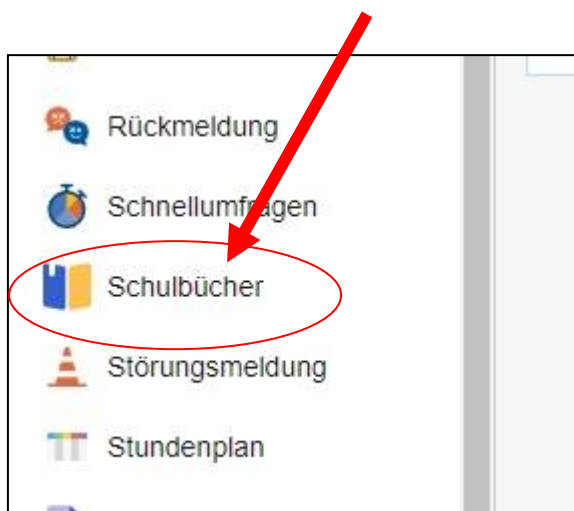 Rückmeldung
Schnellumfragen
Schulbücher
Störungsmeldung
Stundenplan